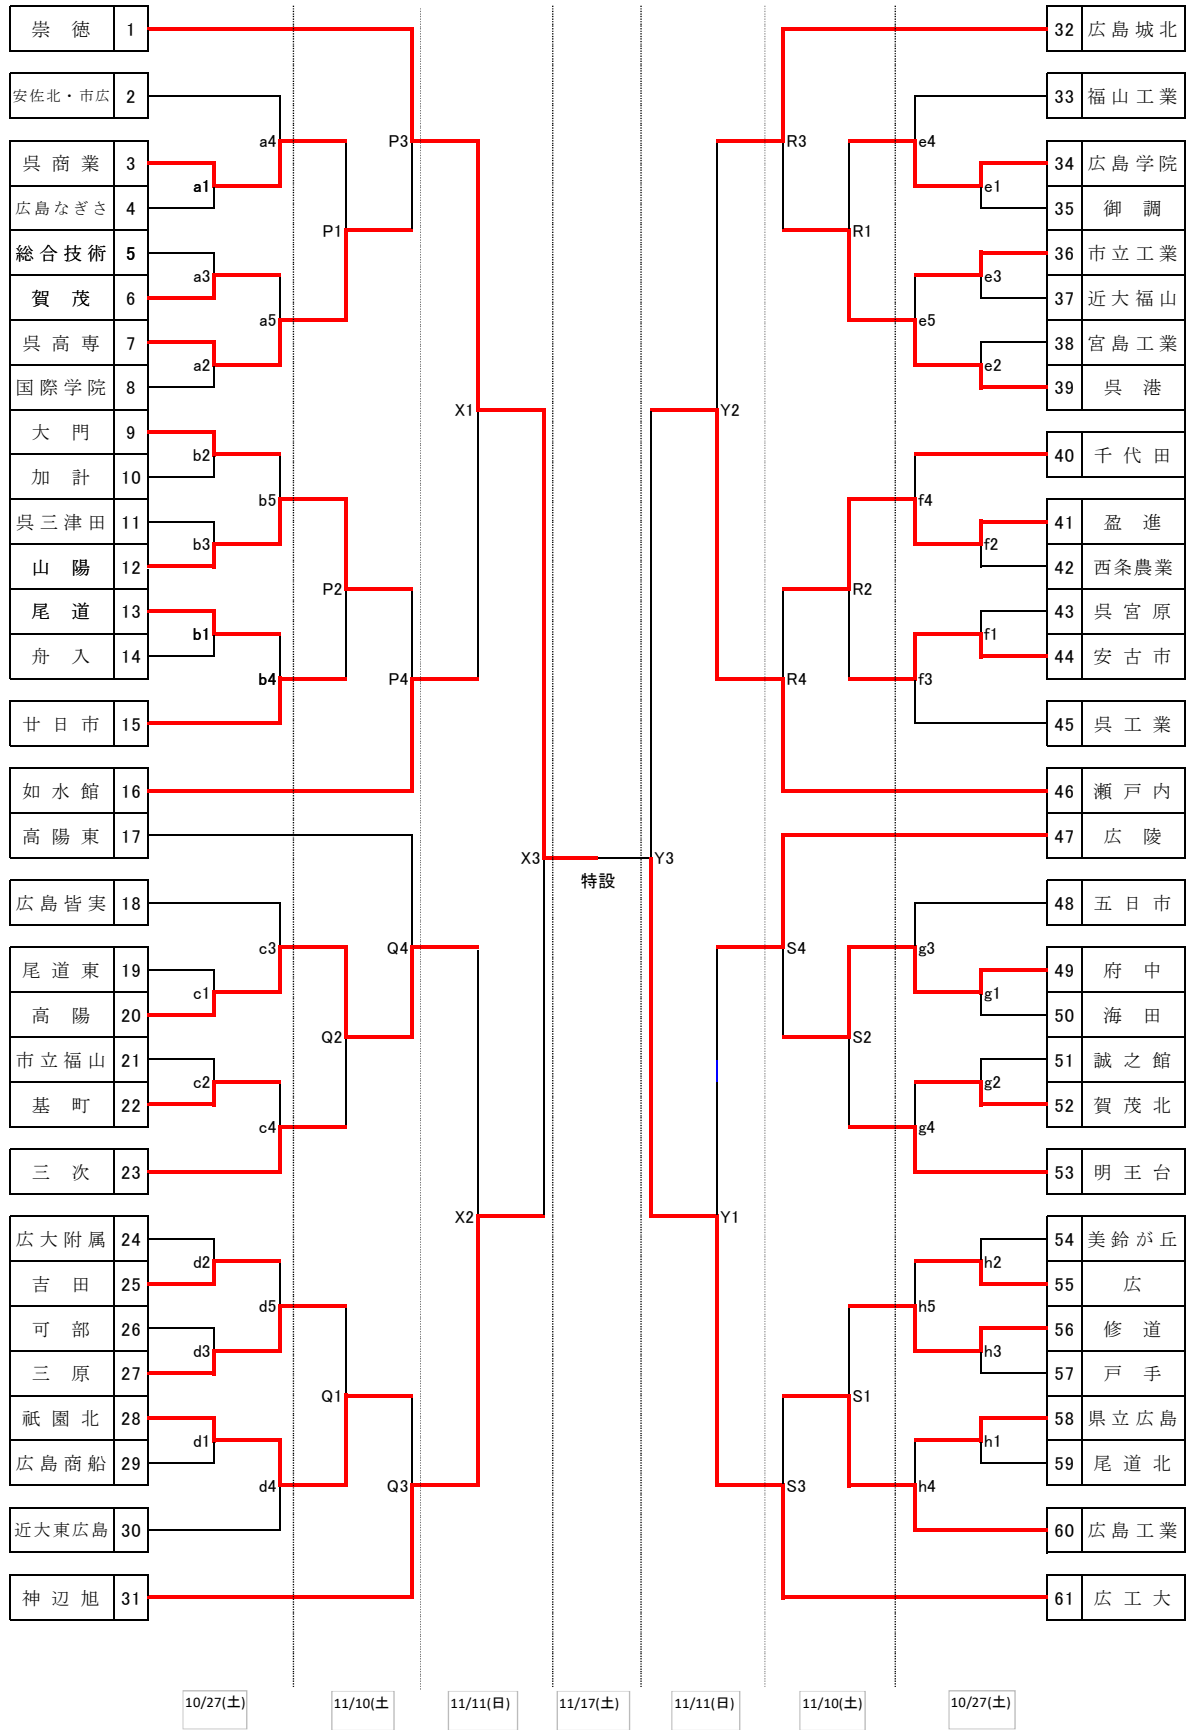 崇徳 1
安佐北・市広 2
a4
P3
呉商業 3
a1
広島なぎさ 4
P1
総合技術 5
a3
賀茂 6
a5
呉高専 7
a2
国際学院 8
X1
大門 9
b2
加計 10
b5
呉三津田 11
b3
山陽 12
P2
尾道 13
b1
舟入 14
b4
P4
廿日市 15
如水館 16
高陽東 17
X3
特設
広島皆実 18
c3
Q4
尾道東 19
c1
高陽 20
Q2
市立福山 21
c2
基町 22
c4
三次 23
X2
広大附属 24
d2
吉田 25
d5
可部 26
d3
三原 27
Q1
祇園北 28
d1
広島商船 29
d4
Q3
近大東広島 30
神辺旭 31
32 広島城北
33 福山工業
R3
e4
34 広島学院
e1
35 御調
R1
36 市立工業
e3
37 近大福山
e5
38 宮島工業
e2
39 呉港
Y2
40 千代田
f4
41 盈進
f2
42 西条農業
R2
43 呉宮原
f1
44 安古市
R4
f3
45 呉工業
46 瀬戸内
47 広陵
Y3
48 五日市
S4
g3
49 府中
g1
50 海田
S2
51 誠之館
g2
52 賀茂北
g4
53 明王台
Y1
54 美鈴が丘
h2
55 広
h5
56 修道
h3
57 戸手
S1
58 県立広島
h1
59 尾道北
S3
h4
60 広島工業
61 広工大
10/27(土)
11/10(土
11/11(日)
11/17(土)
11/11(日)
11/10(土)
10/27(土)